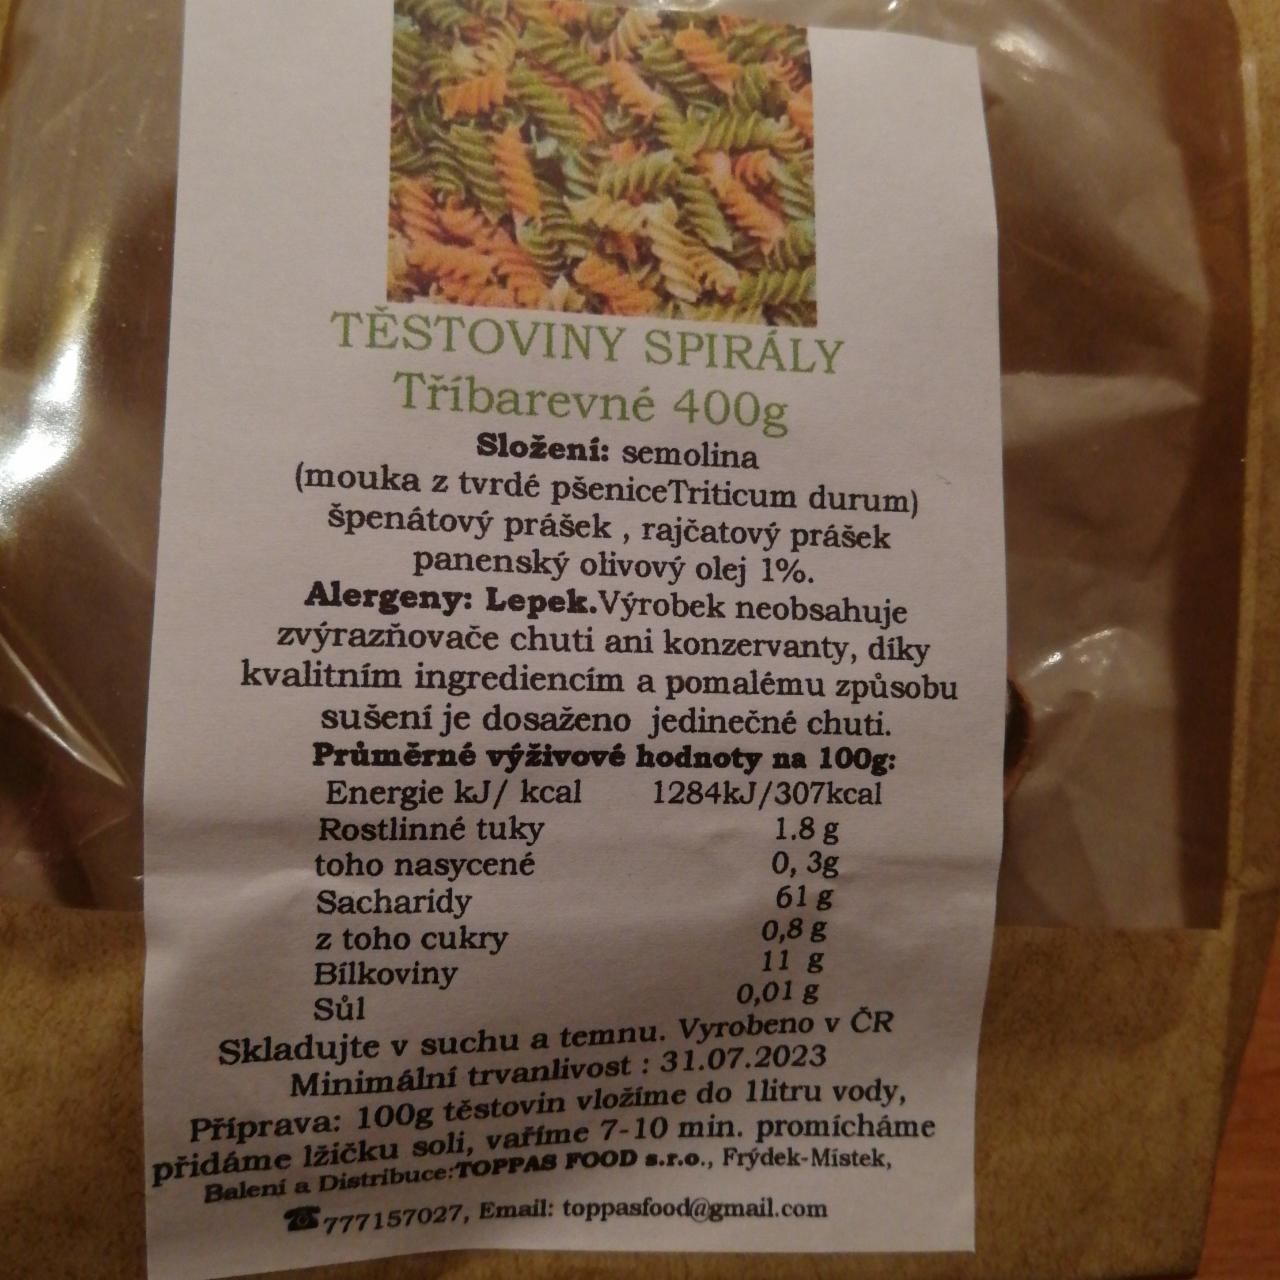 TĚSTOVINY SPIRÁLY
Tříbarevné 400g
Složení: semolina
(mouka z tvrdé pšeniceTriticum durum)
špenátový prášek , rajčatový prášek
panenský olivový olej 1%.
Alergeny: Lepek.Výrobek neobsahuje
zvýrazňovače chuti ani konzervanty, díky
kvalitním ingrediencím a pomalému způsobu
sušení je dosaženo jedinečné chuti.
Průměrné výživové hodnoty na 100g:
Energie kJ/ kcal 1284kJ/307kcal
Rostlinné tuky 1.8 g
toho nasycené 0, 3g
Sacharidy 61 g
z toho cukry 0,8 g
Bílkoviny 11 g
Sůl 0,01 g
Skladujte v suchu a temnu. Vyrobeno v ČR
Minimální trvanlivost : 31.07.2023
Příprava: 100g těstovin vložíme do 1litru vody,
přidáme lžičku soli, vaříme 7-10 min. promícháme
Balení a Distribuce:TOPPAS FOOD s.r.o., Frýdek-Místek,
☎777157027, Email: toppasfood@gmail.com